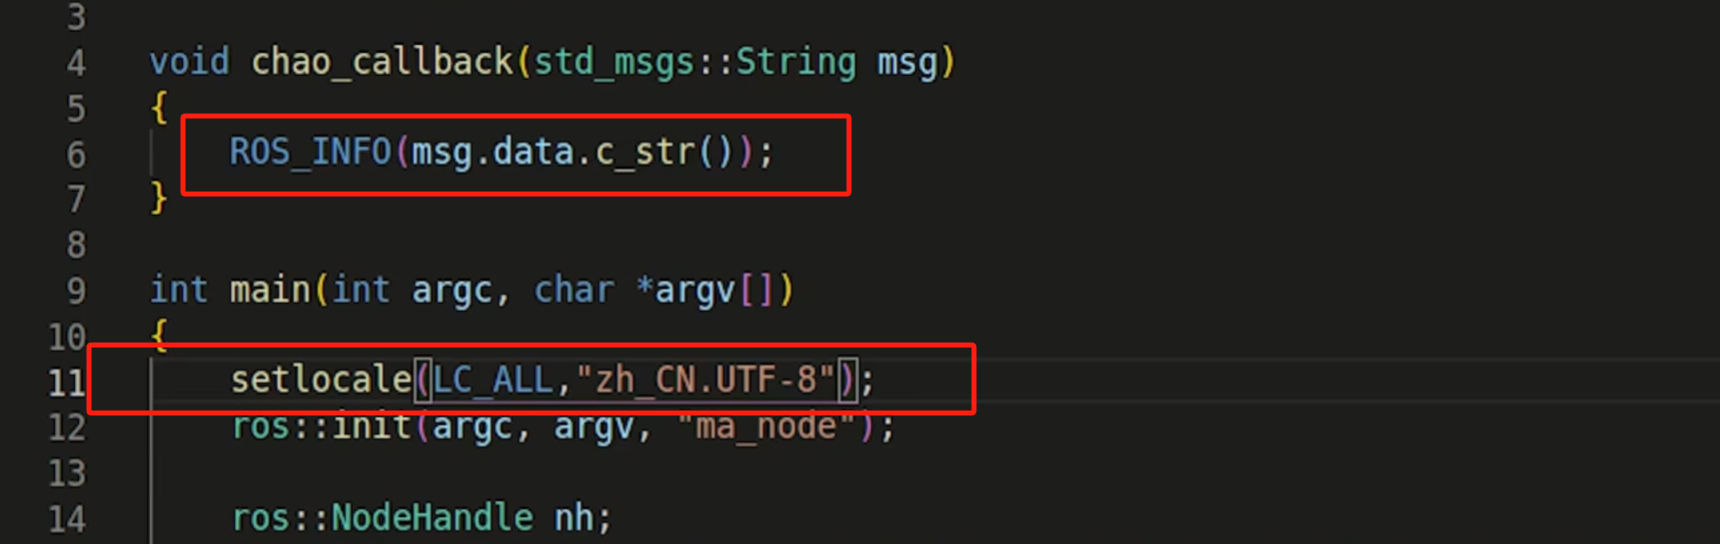 3
4 void chao_callback(std_msgs::String msg)
5 {
6 ROS_INFO(msg.data.c_str());
7 }
8
9 int main(int argc, char *argv[])
10 {
11 setlocale(LC_ALL,"zh_CN.UTF-8");
12 ros::init(argc, argv, "ma_node");
13
14 ros::NodeHandle nh;